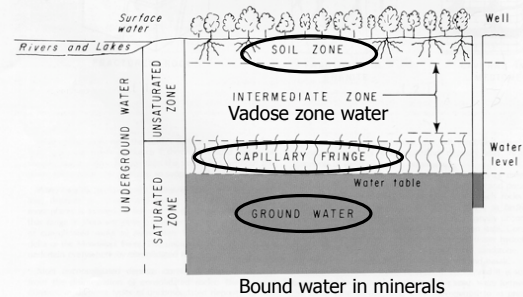 Surface
water
Well
Rivers and Lakes
SOIL ZONE
UNDERGROUND WATER
UNSATURATED
ZONE
INTERMEDIATE ZONE
Vadose zone water
CAPILLARY FRINGE
Water
level
Water table
SATURATED
ZONE
GROUND WATER
Bound water in minerals